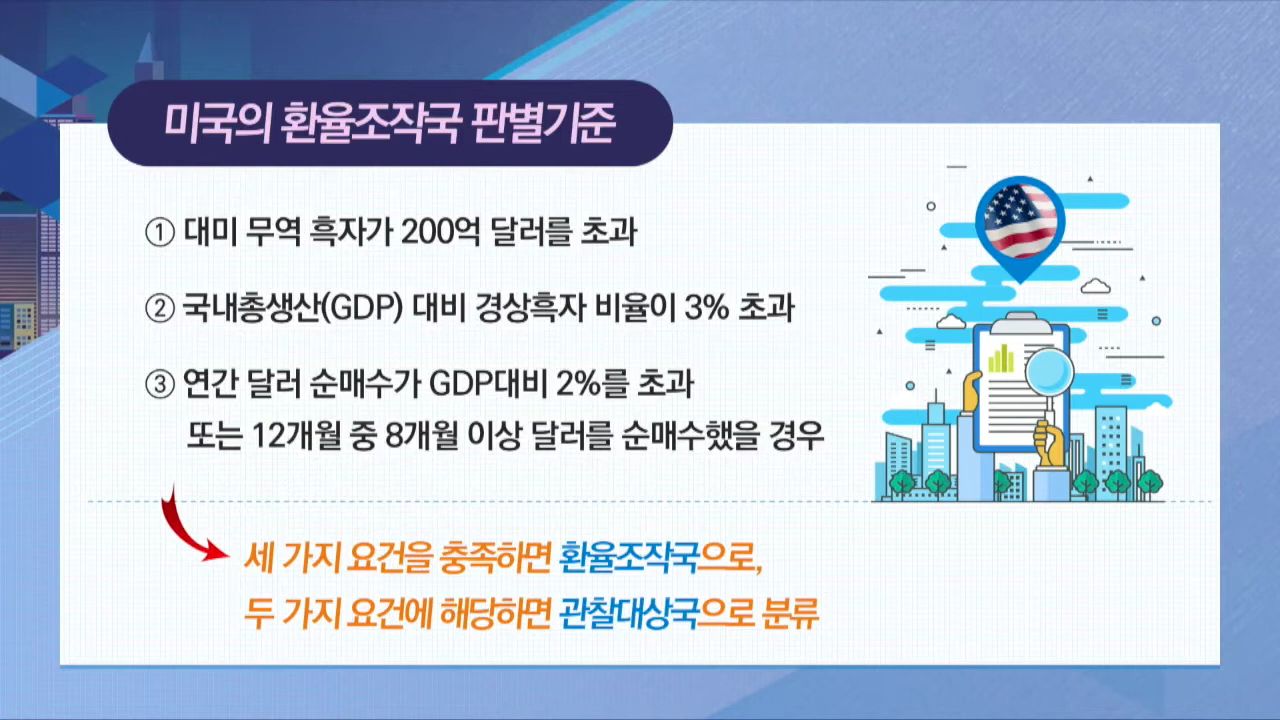 미국의 환율조작국 판별기준
① 대미 무역 흑자가 200억 달러를 초과
② 국내총생산(GDP) 대비 경상흑자 비율이 3% 초과
③ 연간 달러 순매수가 GDP대비 2%를 초과
또는 12개월 중 8개월 이상 달러를 순매수했을 경우
세 가지 요건을 충족하면 환율조작국으로,
두 가지 요건에 해당하면 관찰대상국으로 분류